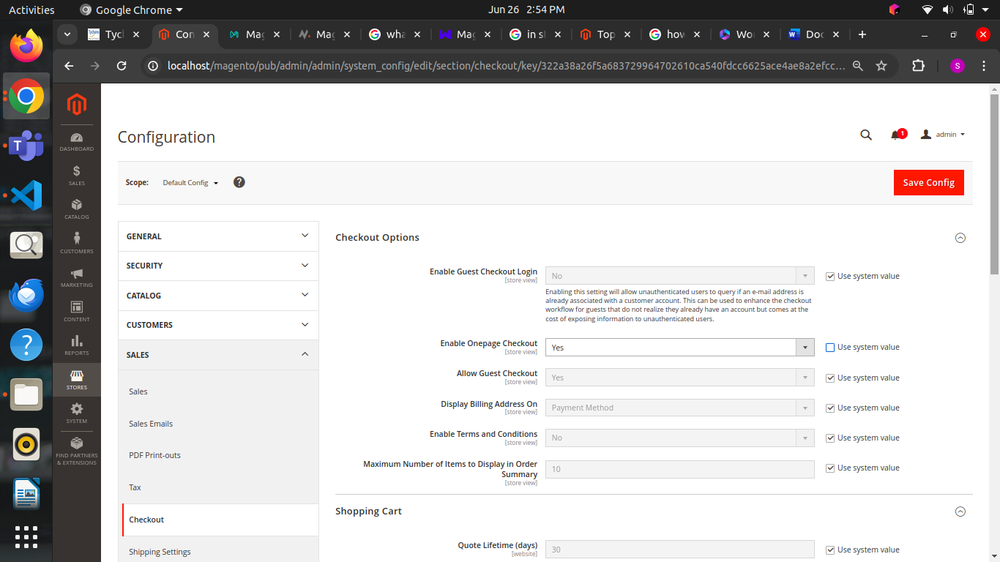 Activities
Google Chrome
Jun 26 2:54 PM
Tycl
Con
Mag
Mag
wha
Mag
in sl
Top
how
Wor
Doc
localhost/magento/pub/admin/admin/system_config/edit/section/checkout/key/322a38a26f5a683729964702610ca540fdcc6625ace4ae8a2efcc...
S
DASHBOARD
SALES
CATALOG
CUSTOMERS
MARKETING
CONTENT
REPORTS
STORES
SYSTEM
FIND PARTNERS
& EXTENSIONS
Configuration
1
admin
Scope:
Default Config
?
Save Config
GENERAL
SECURITY
CATALOG
CUSTOMERS
SALES
Sales
Sales Emails
PDF Print-outs
Tax
Checkout
Shipping Settings
Checkout Options
Enable Guest Checkout Login
[store view]
No
Use system value
Enabling this setting will allow unauthenticated users to query if an e-mail address is
already associated with a customer account. This can be used to enhance the checkout
workflow for guests that do not realize they already have an account but comes at the
cost of exposing information to unauthenticated users.
Enable Onepage Checkout
[store view]
Yes
Use system value
Allow Guest Checkout
[store view]
Yes
Use system value
Display Billing Address On
[store view]
Payment Method
Use system value
Enable Terms and Conditions
[store view]
No
Use system value
Maximum Number of Items to Display in Order
Summary
[store view]
10
Use system value
Shopping Cart
Quote Lifetime (days)
[website]
30
Use system value